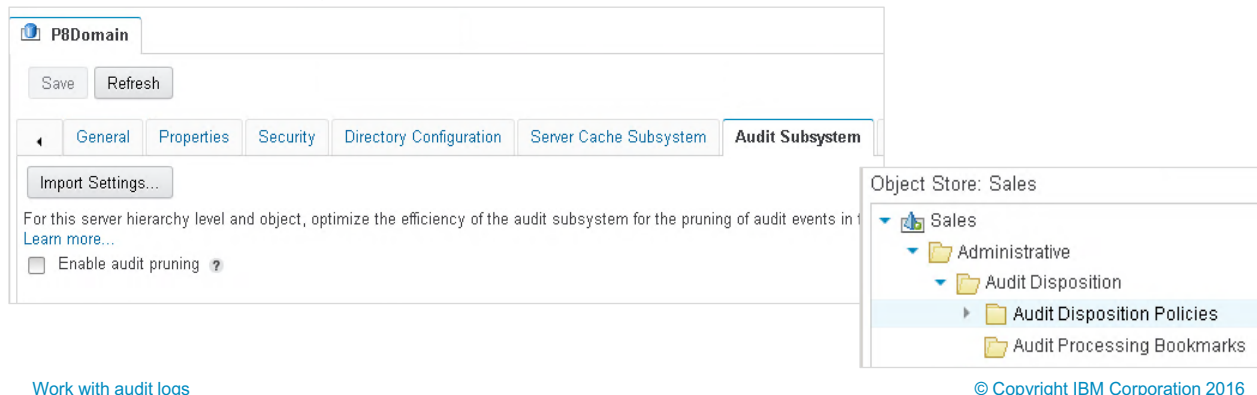 P8Domain
Save Refresh
General Properties Security Directory Configuration Server Cache Subsystem Audit Subsystem
Import Settings...
For this server hierarchy level and object, optimize the efficiency of the audit subsystem for the pruning of audit events in
Learn more...
Enable audit pruning ?
Object Store: Sales
Sales
Administrative
Audit Disposition
Audit Disposition Policies
Audit Processing Bookmarks
Work with audit logs
© Copyright IBM Corporation 2016